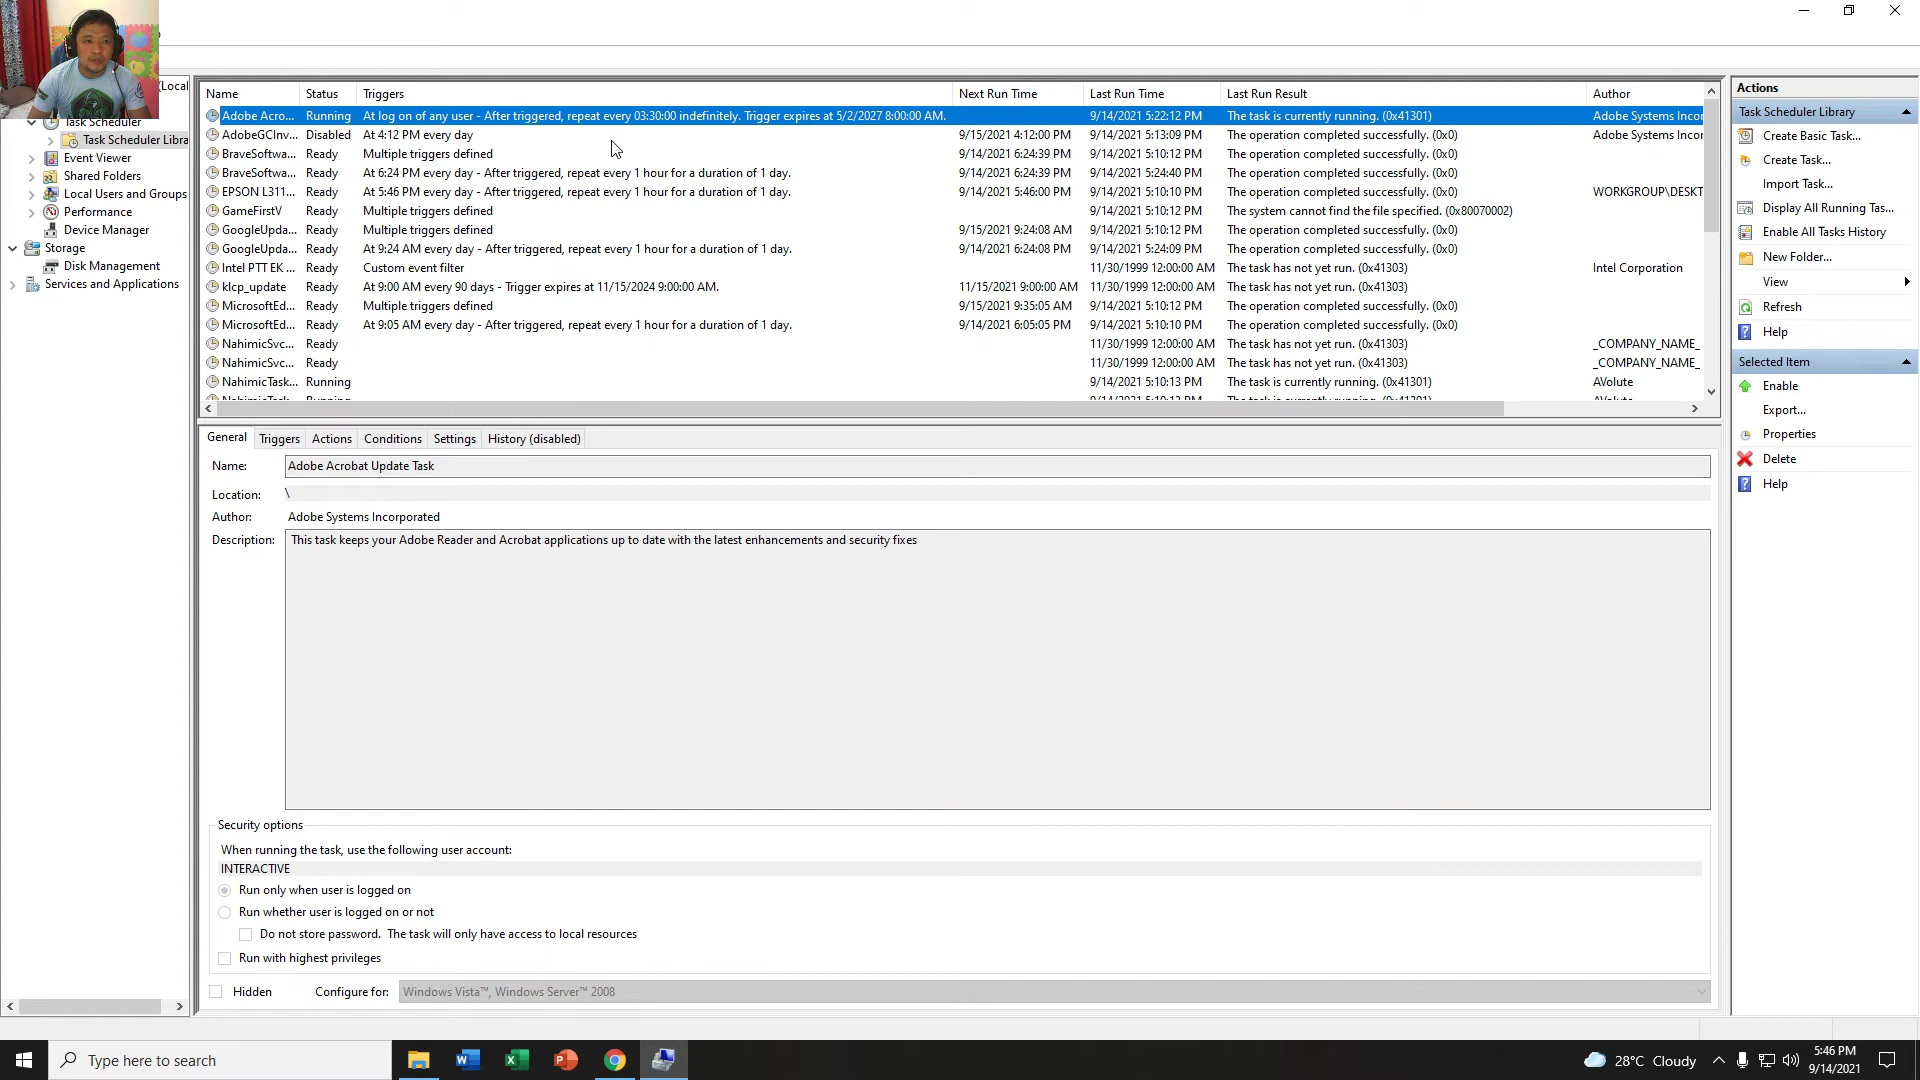 (Local
Task Scheduler
Task Scheduler Libra
Event Viewer
Shared Folders
Local Users and Groups
Performance
Device Manager
Storage
Disk Management
Services and Applications
Name Status Triggers Next Run Time Last Run Time Last Run Result Author
Adobe Acro... Running At log on of any user - After triggered, repeat every 03:30:00 indefinitely. Trigger expires at 5/2/2027 8:00:00 AM. 9/14/2021 5:22:12 PM The task is currently running. (0x41301) Adobe Systems Incor
AdobeGCInv... Disabled At 4:12 PM every day 9/15/2021 4:12:00 PM 9/14/2021 5:13:09 PM The operation completed successfully. (0x0) Adobe Systems Incor
BraveSoftwa... Ready Multiple triggers defined 9/14/2021 6:24:39 PM 9/14/2021 5:10:12 PM The operation completed successfully. (0x0)
BraveSoftwa... Ready At 6:24 PM every day - After triggered, repeat every 1 hour for a duration of 1 day. 9/14/2021 6:24:39 PM 9/14/2021 5:24:40 PM The operation completed successfully. (0x0)
EPSON L311... Ready At 5:46 PM every day - After triggered, repeat every 1 hour for a duration of 1 day. 9/14/2021 5:46:00 PM 9/14/2021 5:10:10 PM The operation completed successfully. (0x0) WORKGROUP\DESKT
GameFirstV Ready Multiple triggers defined 9/14/2021 5:10:12 PM The system cannot find the file specified. (0x80070002)
GoogleUpda... Ready Multiple triggers defined 9/15/2021 9:24:08 AM 9/14/2021 5:10:12 PM The operation completed successfully. (0x0)
GoogleUpda... Ready At 9:24 AM every day - After triggered, repeat every 1 hour for a duration of 1 day. 9/14/2021 6:24:08 PM 9/14/2021 5:24:09 PM The operation completed successfully. (0x0)
Intel PTT EK ... Ready Custom event filter 11/30/1999 12:00:00 AM The task has not yet run. (0x41303) Intel Corporation
klcp_update Ready At 9:00 AM every 90 days - Trigger expires at 11/15/2024 9:00:00 AM. 11/15/2021 9:00:00 AM 11/30/1999 12:00:00 AM The task has not yet run. (0x41303)
MicrosoftEd... Ready Multiple triggers defined 9/15/2021 9:35:05 AM 9/14/2021 5:10:12 PM The operation completed successfully. (0x0)
MicrosoftEd... Ready At 9:05 AM every day - After triggered, repeat every 1 hour for a duration of 1 day. 9/14/2021 6:05:05 PM 9/14/2021 5:10:10 PM The operation completed successfully. (0x0)
NahimicSvc... Ready 11/30/1999 12:00:00 AM The task has not yet run. (0x41303) _COMPANY_NAME_
NahimicSvc... Ready 11/30/1999 12:00:00 AM The task has not yet run. (0x41303) _COMPANY_NAME_
NahimicTask... Running 9/14/2021 5:10:13 PM The task is currently running. (0x41301) AVolute
General Triggers Actions Conditions Settings History (disabled)
Name: Adobe Acrobat Update Task
Location: \
Author: Adobe Systems Incorporated
Description: This task keeps your Adobe Reader and Acrobat applications up to date with the latest enhancements and security fixes
Security options
When running the task, use the following user account:
INTERACTIVE
Run only when user is logged on
Run whether user is logged on or not
Do not store password. The task will only have access to local resources
Run with highest privileges
Hidden Configure for: Windows Vista™, Windows Server™ 2008
Actions
Task Scheduler Library
Create Basic Task...
Create Task...
Import Task...
Display All Running Tas...
Enable All Tasks History
New Folder...
View
Refresh
Help
Selected Item
Enable
Export...
Properties
Delete
Help
Type here to search
28°C Cloudy
5:46 PM
9/14/2021